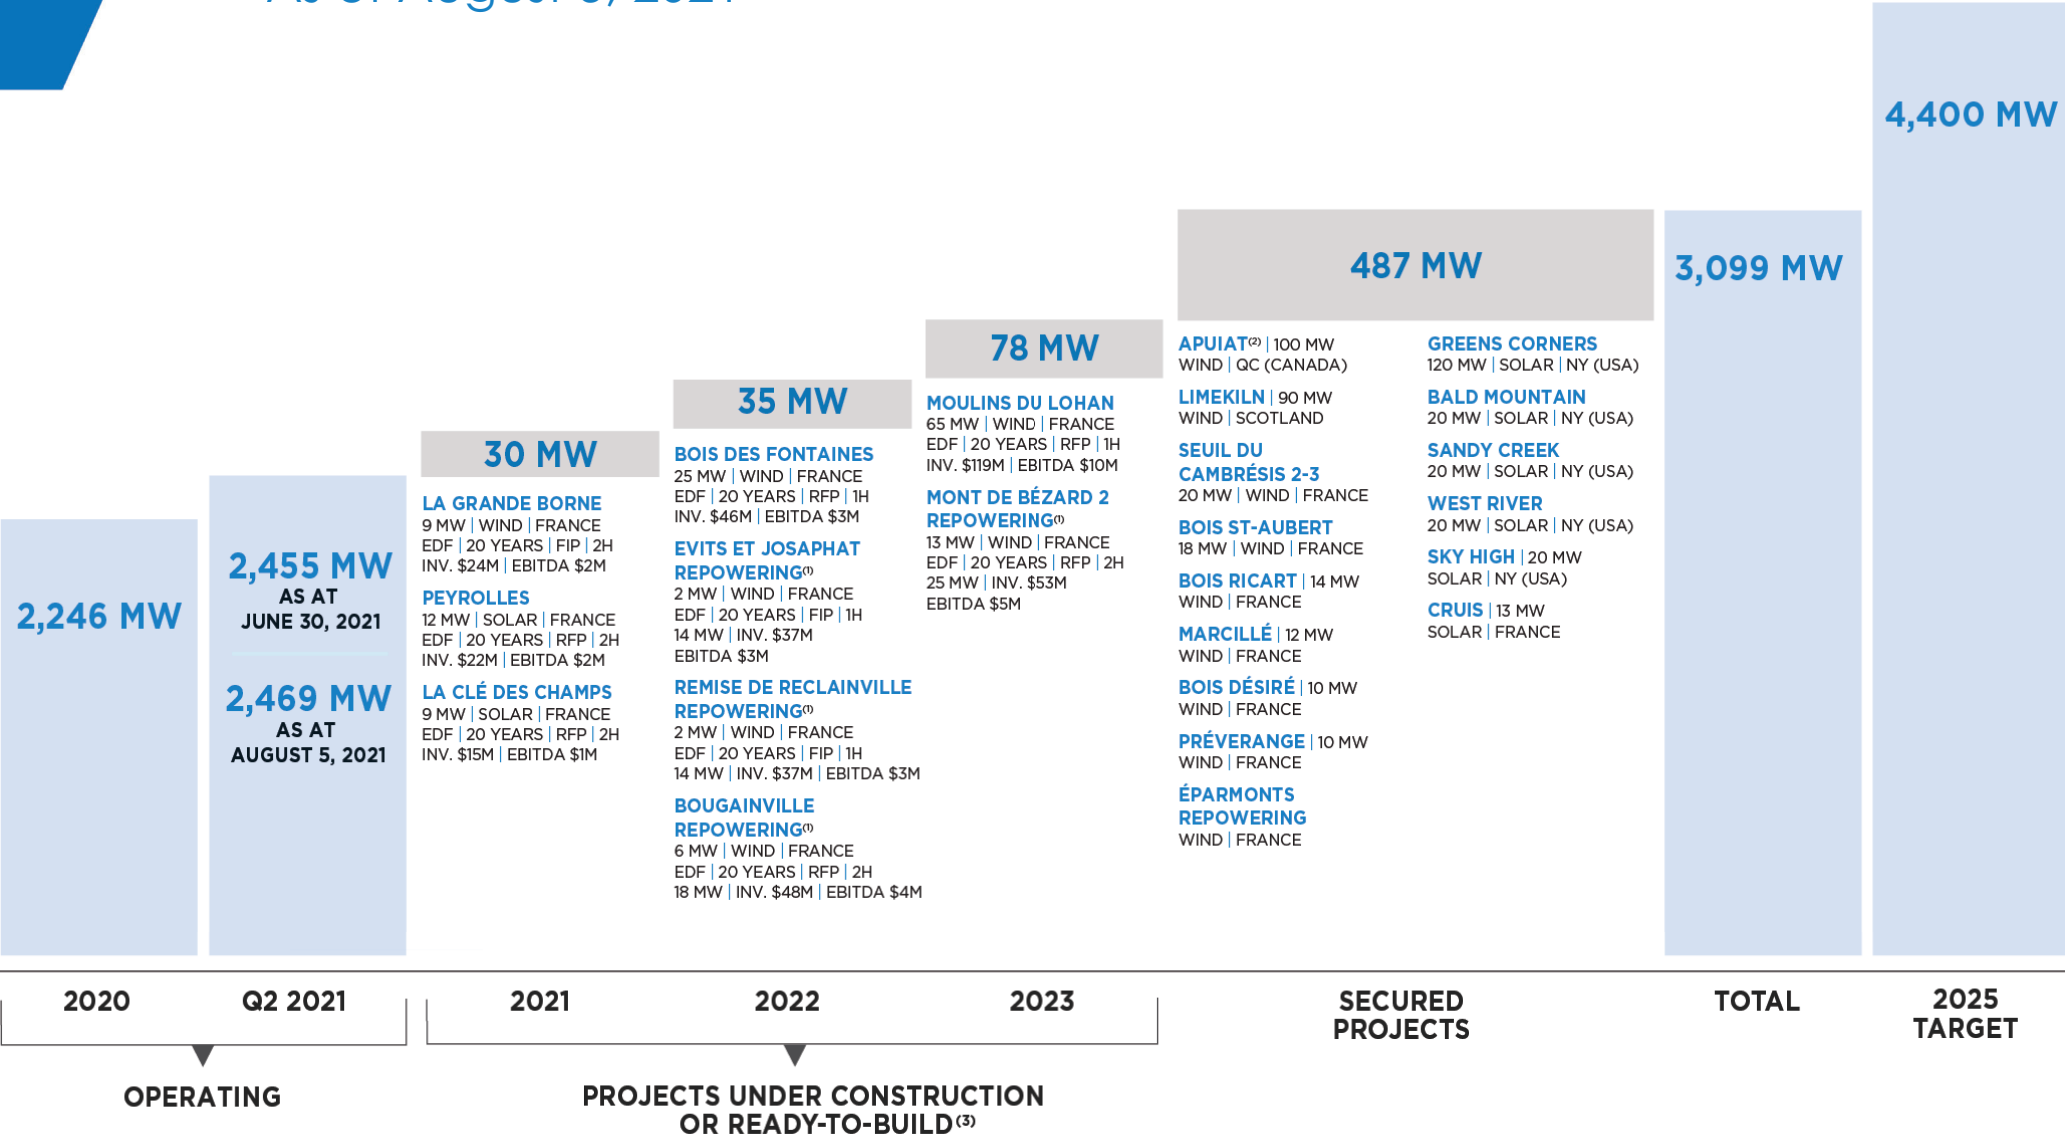 2,246 MW
2,455 MW
AS AT
JUNE 30, 2021
2,469 MW
AS AT
AUGUST 5, 2021
30 MW
LA GRANDE BORNE
9 MW | WIND | FRANCE
EDF | 20 YEARS | FIP | 2H
INV. $24M | EBITDA $2M
PEYROLLES
12 MW | SOLAR | FRANCE
EDF | 20 YEARS | RFP | 2H
INV. $22M | EBITDA $2M
LA CLÉ DES CHAMPS
9 MW | SOLAR | FRANCE
EDF | 20 YEARS | RFP | 2H
INV. $15M | EBITDA $1M
35 MW
BOIS DES FONTAINES
25 MW | WIND | FRANCE
EDF | 20 YEARS | RFP | 1H
INV. $46M | EBITDA $3M
EVITS ET JOSAPHAT
REPOWERING(1)
2 MW | WIND | FRANCE
EDF | 20 YEARS | FIP | 1H
14 MW | INV. $37M
EBITDA $3M
REMISE DE RECLAINVILLE
REPOWERING(1)
2 MW | WIND | FRANCE
EDF | 20 YEARS | FIP | 1H
14 MW | INV. $37M | EBITDA $3M
BOUGAINVILLE
REPOWERING(1)
6 MW | WIND | FRANCE
EDF | 20 YEARS | RFP | 2H
18 MW | INV. $48M | EBITDA $4M
78 MW
MOULINS DU LOHAN
65 MW | WIND | FRANCE
EDF | 20 YEARS | RFP | 1H
INV. $119M | EBITDA $10M
MONT DE BÉZARD 2
REPOWERING(1)
13 MW | WIND | FRANCE
EDF | 20 YEARS | RFP | 2H
25 MW | INV. $53M
EBITDA $5M
487 MW
APUIAT(2) | 100 MW
WIND | QC (CANADA)
LIMEKILN | 90 MW
WIND | SCOTLAND
SEUIL DU
CAMBRÉSIS 2-3
20 MW | WIND | FRANCE
BOIS ST-AUBERT
18 MW | WIND | FRANCE
BOIS RICART | 14 MW
WIND | FRANCE
MARCILLÉ | 12 MW
WIND | FRANCE
BOIS DÉSIRÉ | 10 MW
WIND | FRANCE
PRÉVERANGE | 10 MW
WIND | FRANCE
ÉPARMONTS
REPOWERING
WIND | FRANCE
GREENS CORNERS
120 MW | SOLAR | NY (USA)
BALD MOUNTAIN
20 MW | SOLAR | NY (USA)
SANDY CREEK
20 MW | SOLAR | NY (USA)
WEST RIVER
20 MW | SOLAR | NY (USA)
SKY HIGH | 20 MW
SOLAR | NY (USA)
CRUIS | 13 MW
SOLAR | FRANCE
3,099 MW
4,400 MW
2020
Q2 2021
2021
2022
2023
SECURED
PROJECTS
TOTAL
2025
TARGET
OPERATING
PROJECTS UNDER CONSTRUCTION
OR READY-TO-BUILD(3)